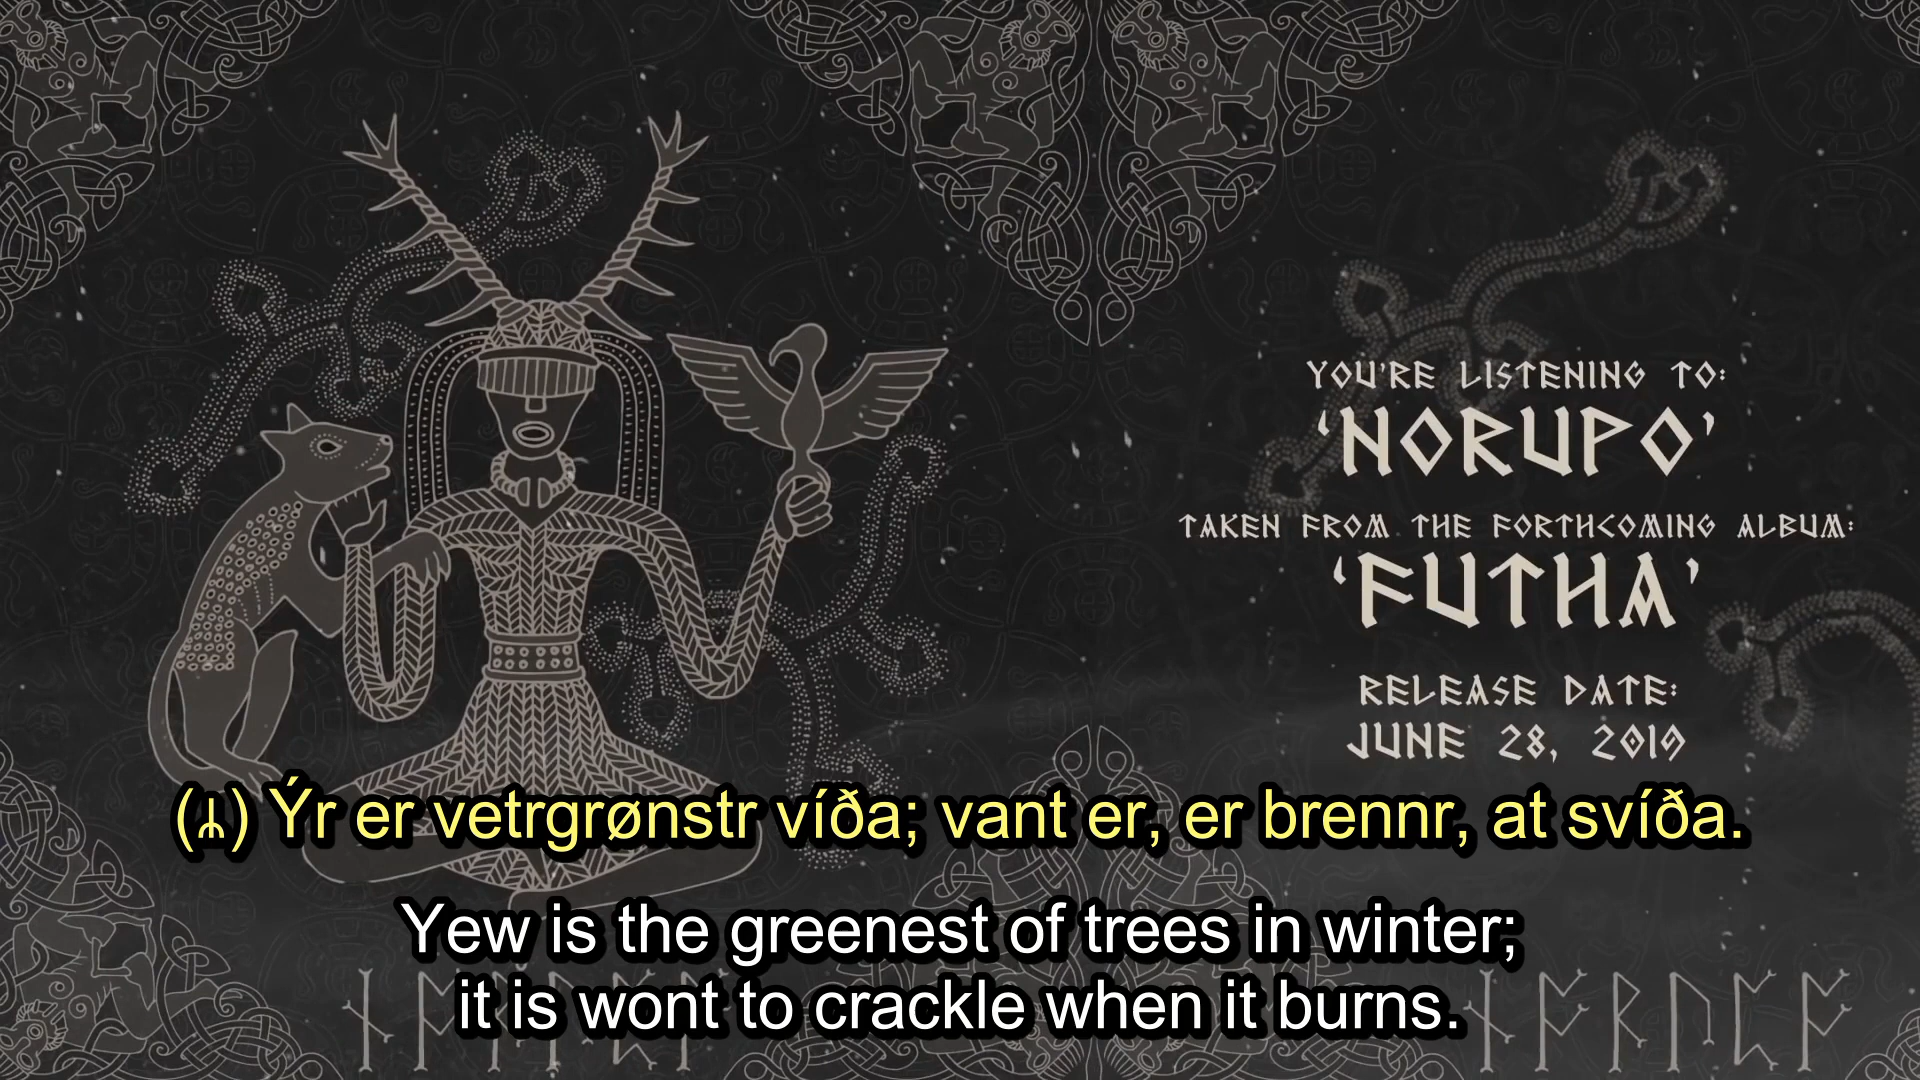 YOU'RE LISTENING TO:
'NORUPO'
TAKEN FROM THE FORTHCOMING ALBUM:
'FUTHA'
RELEASE DATE:
JUNE 28, 2019
(ᛦ) Ýr er vetrgrønstr víða; vant er, er brennr, at svíða.
Yew is the greenest of trees in winter;
it is wont to crackle when it burns.